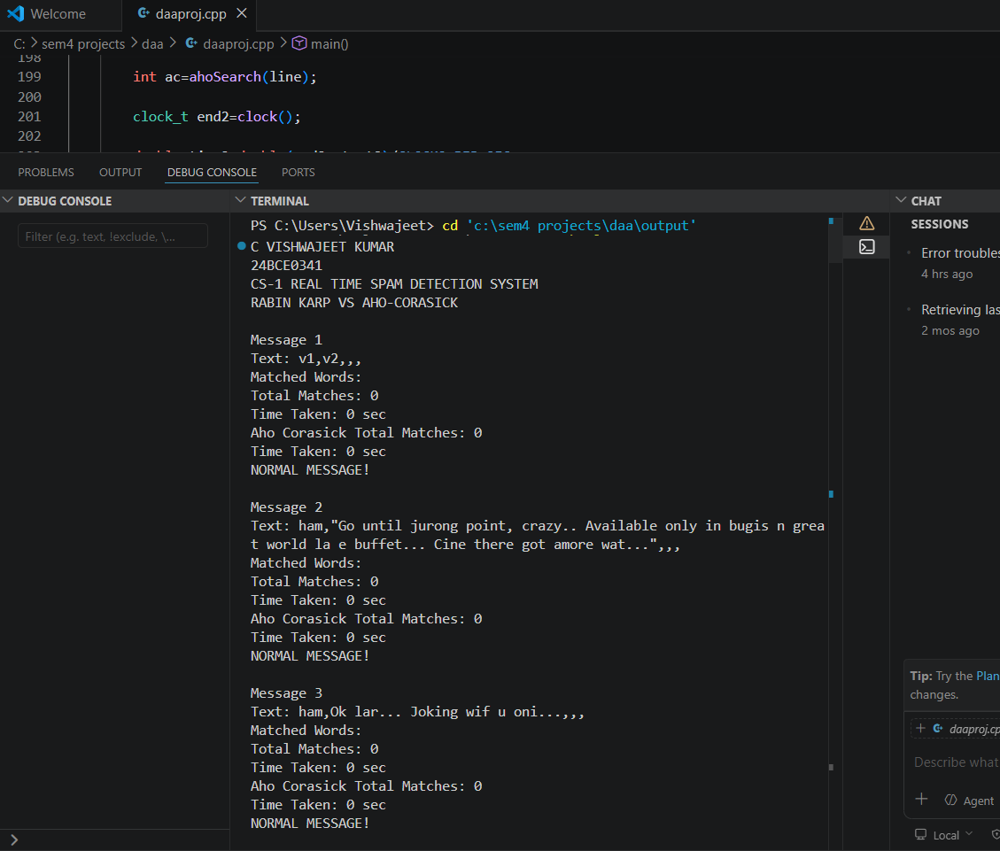 Welcome
daaproj.cpp
C: > sem4 projects > daa > daaproj.cpp > main()
198
199 int ac=ahoSearch(line);
200
201 clock_t end2=clock();
202
PROBLEMS OUTPUT DEBUG CONSOLE PORTS
DEBUG CONSOLE
Filter (e.g. text, !exclude, \...
TERMINAL
PS C:\Users\Vishwajeet> cd 'c:\sem4 projects\daa\output'
C VISHWAJEET KUMAR
24BCE0341
CS-1 REAL TIME SPAM DETECTION SYSTEM
RABIN KARP VS AHO-CORASICK
Message 1
Text: v1,v2,,,
Matched Words:
Total Matches: 0
Time Taken: 0 sec
Aho Corasick Total Matches: 0
Time Taken: 0 sec
NORMAL MESSAGE!
Message 2
Text: ham,"Go until jurong point, crazy.. Available only in bugis n grea
t world la e buffet... Cine there got amore wat...",,,
Matched Words:
Total Matches: 0
Time Taken: 0 sec
Aho Corasick Total Matches: 0
Time Taken: 0 sec
NORMAL MESSAGE!
Message 3
Text: ham,Ok lar... Joking wif u oni...,,,
Matched Words:
Total Matches: 0
Time Taken: 0 sec
Aho Corasick Total Matches: 0
Time Taken: 0 sec
NORMAL MESSAGE!
CHAT
SESSIONS
Error troubles
4 hrs ago
Retrieving las
2 mos ago
Tip: Try the Plan
changes.
daaproj.cp
Describe what
Agent
Local